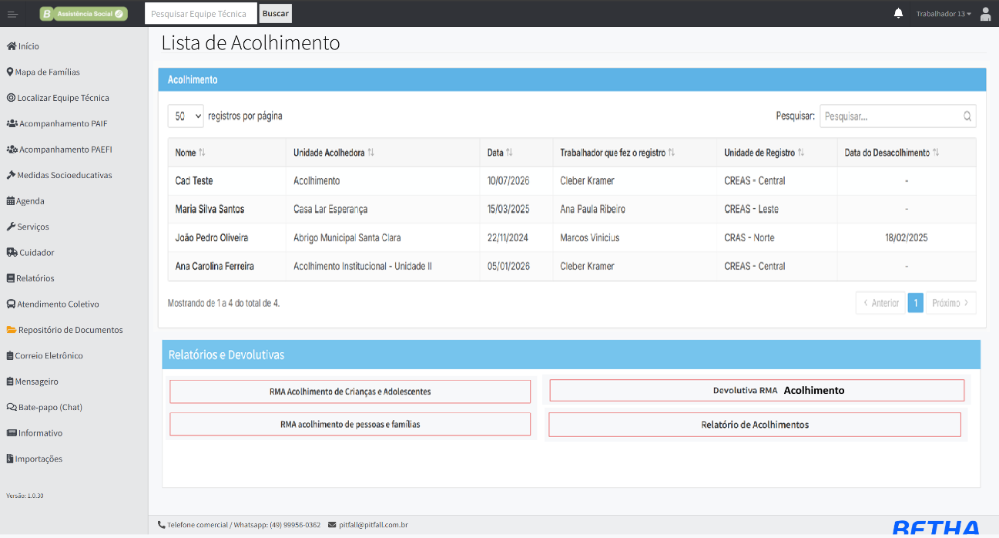 B Assistência Social
Pesquisar Equipe Técnica
Buscar
Trabalhador 13
Início
Mapa de Famílias
Localizar Equipe Técnica
Acompanhamento PAIF
Acompanhamento PAEFI
Medidas Socioeducativas
Agenda
Serviços
Cuidador
Relatórios
Atendimento Coletivo
Repositório de Documentos
Correio Eletrônico
Mensageiro
Bate-papo (Chat)
Informativo
Importações
Versão: 1.0.30
Lista de Acolhimento
Acolhimento
50 registros por página
Pesquisar: Pesquisar...
Nome Unidade Acolhedora Data Trabalhador que fez o registro Unidade de Registro Data do Desacolhimento
Cad Teste Acolhimento 10/07/2026 Cleber Kramer CREAS - Central -
Maria Silva Santos Casa Lar Esperança 15/03/2025 Ana Paula Ribeiro CREAS - Leste -
João Pedro Oliveira Abrigo Municipal Santa Clara 22/11/2024 Marcos Vinicius CRAS - Norte 18/02/2025
Ana Carolina Ferreira Acolhimento Institucional - Unidade II 05/01/2026 Cleber Kramer CREAS - Central -
Mostrando de 1 a 4 do total de 4.
‹ Anterior 1 Próximo ›
Relatórios e Devolutivas
RMA Acolhimento de Crianças e Adolescentes
Devolutiva RMA Acolhimento
RMA acolhimento de pessoas e famílias
Relatório de Acolhimentos
Telefone comercial / Whatsapp: (49) 99956-0362
pitfall@pitfall.com.br
BETHA